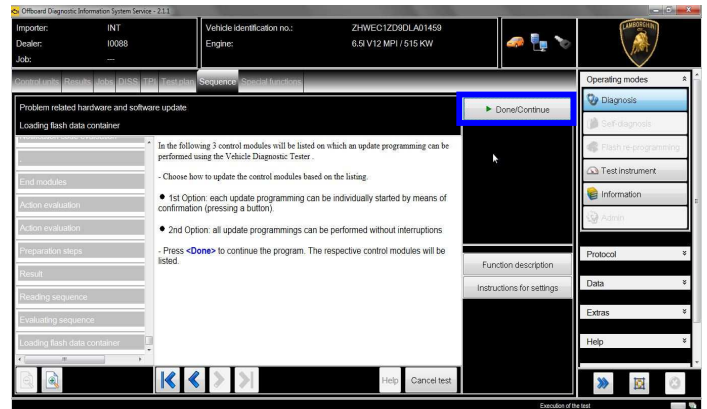 Offboard Diagnostic Information System Service - 2.1.1
Importer: INT
Dealer: I0088
Job: ---
Vehicle identification no.: ZHWEC1ZD9DLA01459
Engine: 6.5l V12 MPI / 515 KW
LAMBORGHINI
Control units Results Jobs DISS TPI Test plan Sequence Special functions
Problem related hardware and software update
Loading flash data container
Done/Continue
.
End modules
Action evaluation
Action evaluation
Preparation steps
Result
Reading sequence
Evaluating sequence
Loading flash data container
In the following 3 control modules will be listed on which an update programming can be
performed using the Vehicle Diagnostic Tester .
- Choose how to update the control modules based on the listing.
● 1st Option: each update programming can be individually started by means of
confirmation (pressing a button).
● 2nd Option: all update programmings can be performed without interruptions
- Press <Done> to continue the program. The respective control modules will be
listed.
Function description
Instructions for settings
Help
Cancel test
Operating modes
Diagnosis
Self-diagnosis
Flash re-programming
Test instrument
Information
Admin
Protocol
Data
Extras
Help
Execution of the test